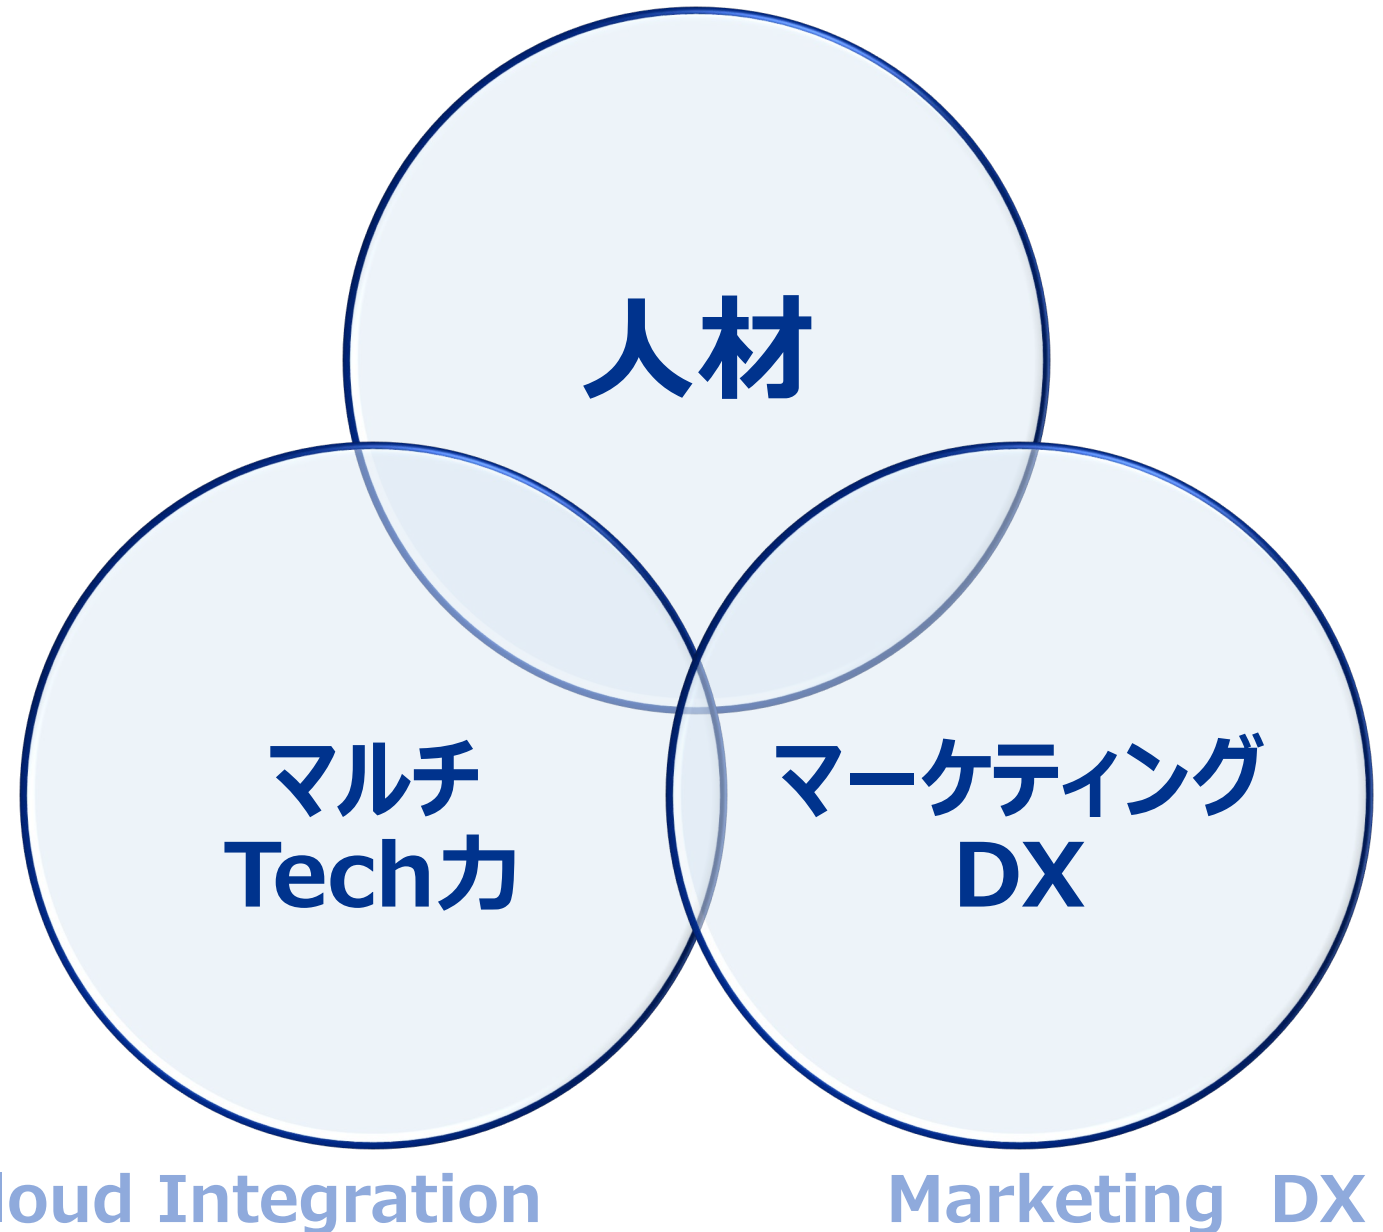 人材
マルチ
Tech力
マーケティング
DX
loud Integration
Marketing DX